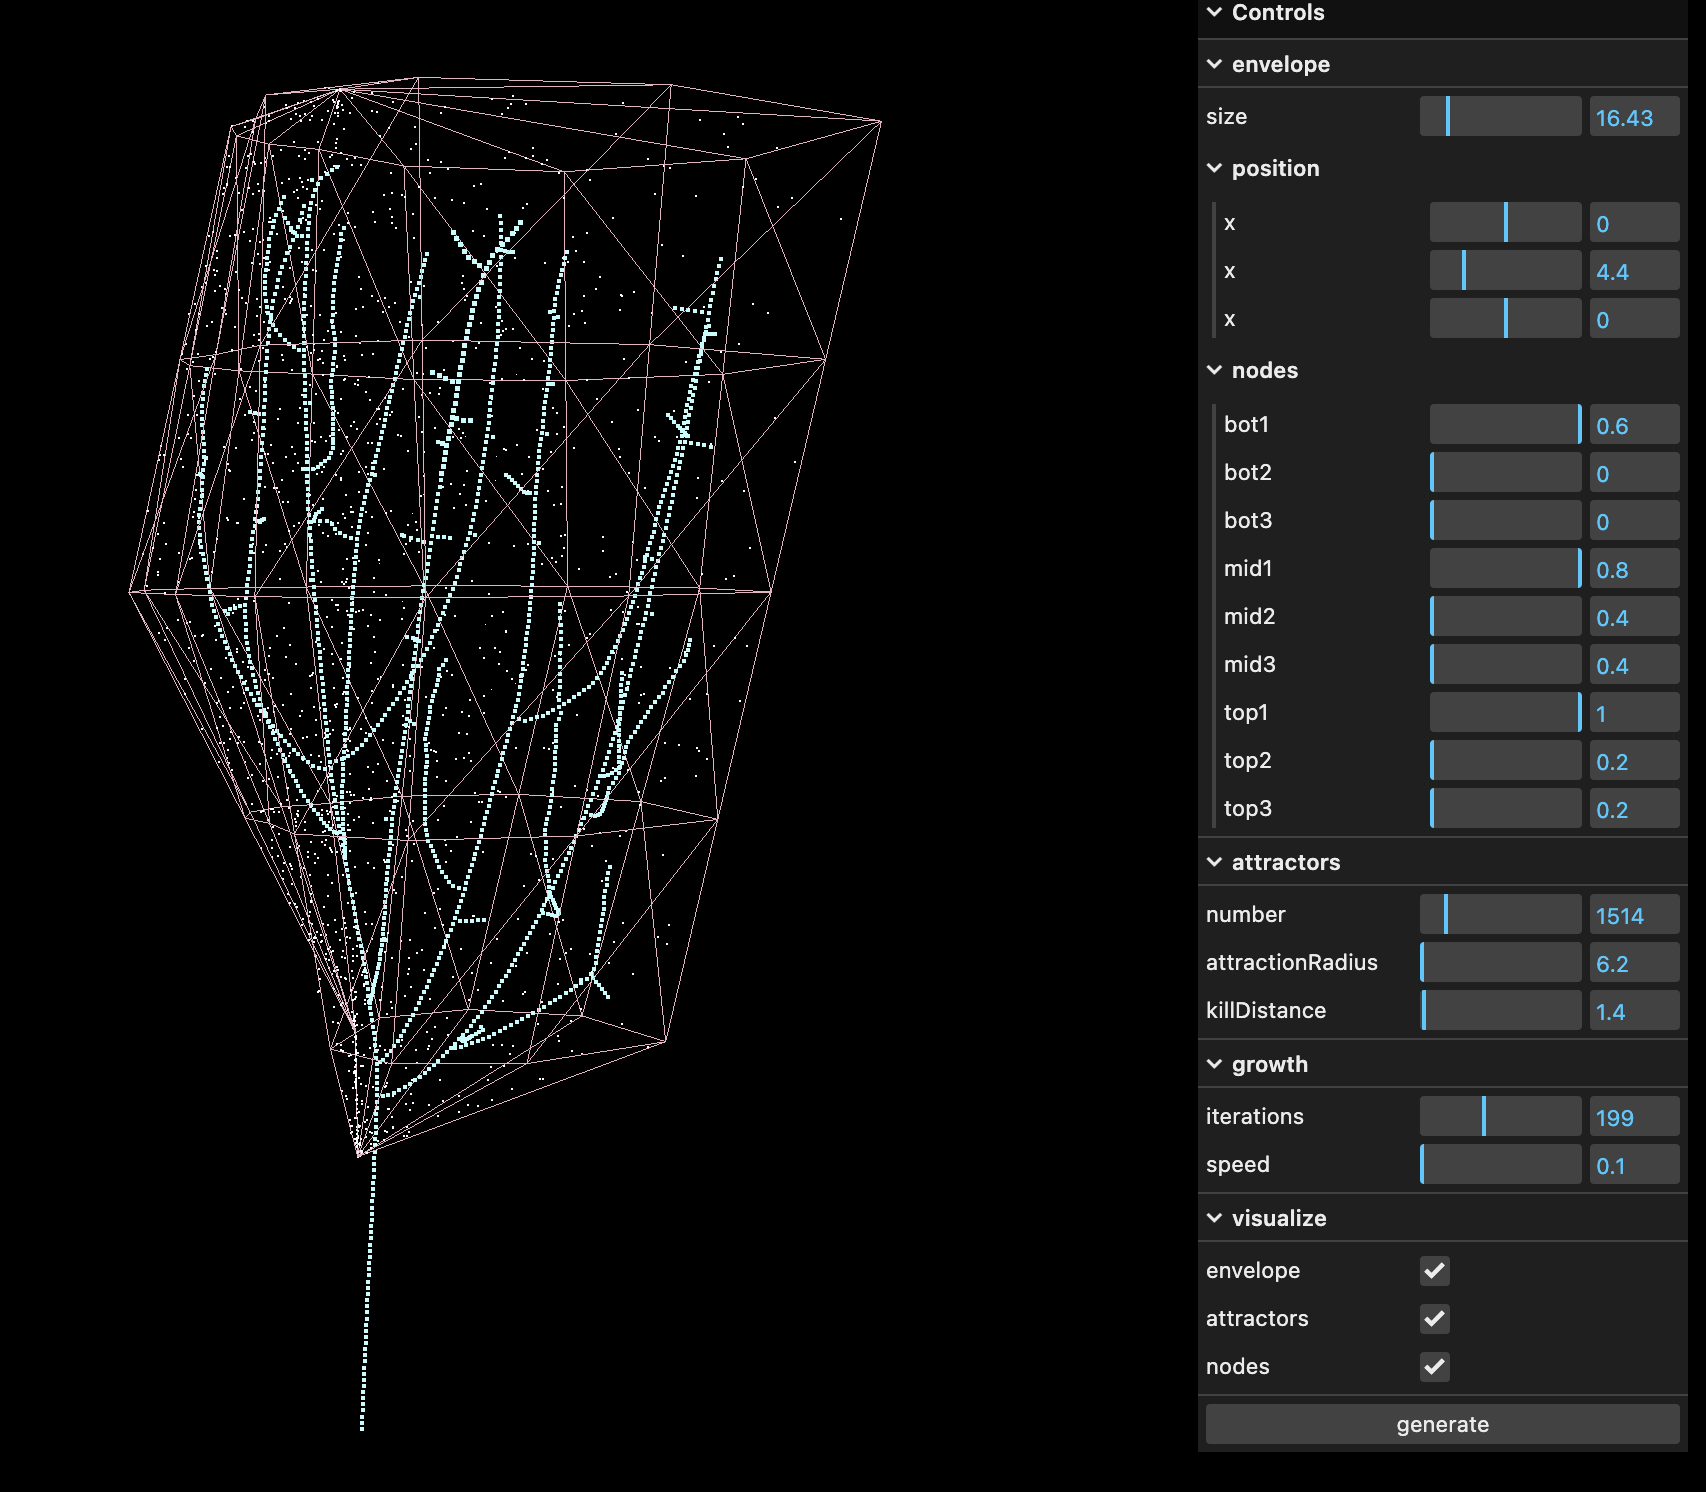 Controls
envelope
size 16.43
position
x 0
x 4.4
x 0
nodes
bot1 0.6
bot2 0
bot3 0
mid1 0.8
mid2 0.4
mid3 0.4
top1 1
top2 0.2
top3 0.2
attractors
number 1514
attractionRadius 6.2
killDistance 1.4
growth
iterations 199
speed 0.1
visualize
envelope
attractors
nodes
generate